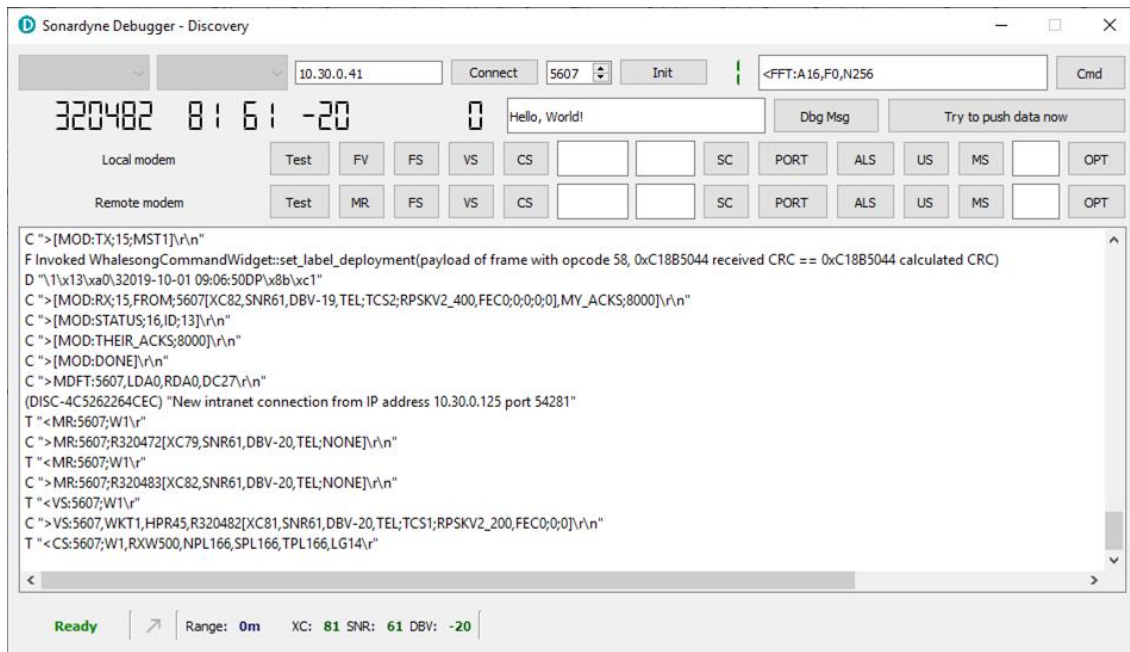 Sonardyne Debugger - Discovery
10.30.0.41 Connect 5607 Init <FFT:A16,F0,N256 Cmd
320482 81 61 -20 0 Hello, World! Dbg Msg Try to push data now
Local modem Test FV FS VS CS SC PORT ALS US MS OPT
Remote modem Test MR FS VS CS SC PORT ALS US MS OPT
C ">[MOD:TX;15;MST1]\r\n"
F Invoked WhalesongCommandWidget::set_label_deployment(payload of frame with opcode 58, 0xC18B5044 received CRC == 0xC18B5044 calculated CRC)
D "\1\x13\xa0\32019-10-01 09:06:50DP\x8b\xc1"
C ">[MOD:RX;15,FROM;5607[XC82,SNR61,DBV-19,TEL;TCS2;RPSKV2_400,FEC0;0;0;0],MY_ACKS;8000]\r\n"
C ">[MOD:STATUS;16,ID;13]\r\n"
C ">[MOD:THEIR_ACKS;8000]\r\n"
C ">[MOD:DONE]\r\n"
C ">MDFT:5607,LDA0,RDA0,DC27\r\n"
(DISC-4C5262264CEC) "New intranet connection from IP address 10.30.0.125 port 54281"
T "<MR:5607;W1\r"
C ">MR:5607;R320472[XC79,SNR61,DBV-20,TEL;NONE]\r\n"
T "<MR:5607;W1\r"
C ">MR:5607;R320483[XC82,SNR61,DBV-20,TEL;NONE]\r\n"
T "<VS:5607;W1\r"
C ">VS:5607,WKT1,HPR45,R320482[XC81,SNR61,DBV-20,TEL;TCS1;RPSKV2_200,FEC0;0;0]\r\n"
T "<CS:5607;W1,RXW500,NPL166,SPL166,TPL166,LG14\r"
Ready Range: 0m XC: 81 SNR: 61 DBV: -20